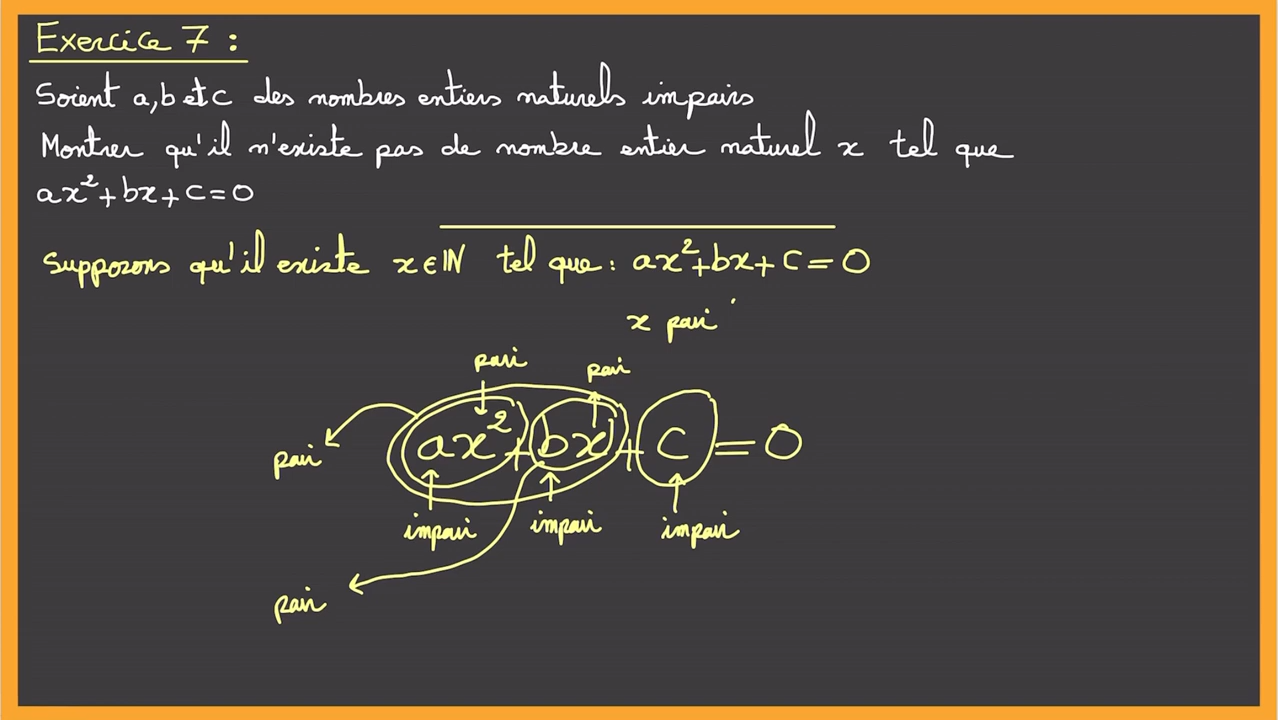 Exercice 7 :
Soient a, b et c des nombres entiers naturels impairs
Montrer qu'il n'existe pas de nombre entier naturel x tel que
ax²+bx+c=0
Supposons qu'il existe x∈ℕ tel que : ax²+bx+c=0
x pair
pair
pair
ax²+bx+c=0
pair
impair impair impair
pair